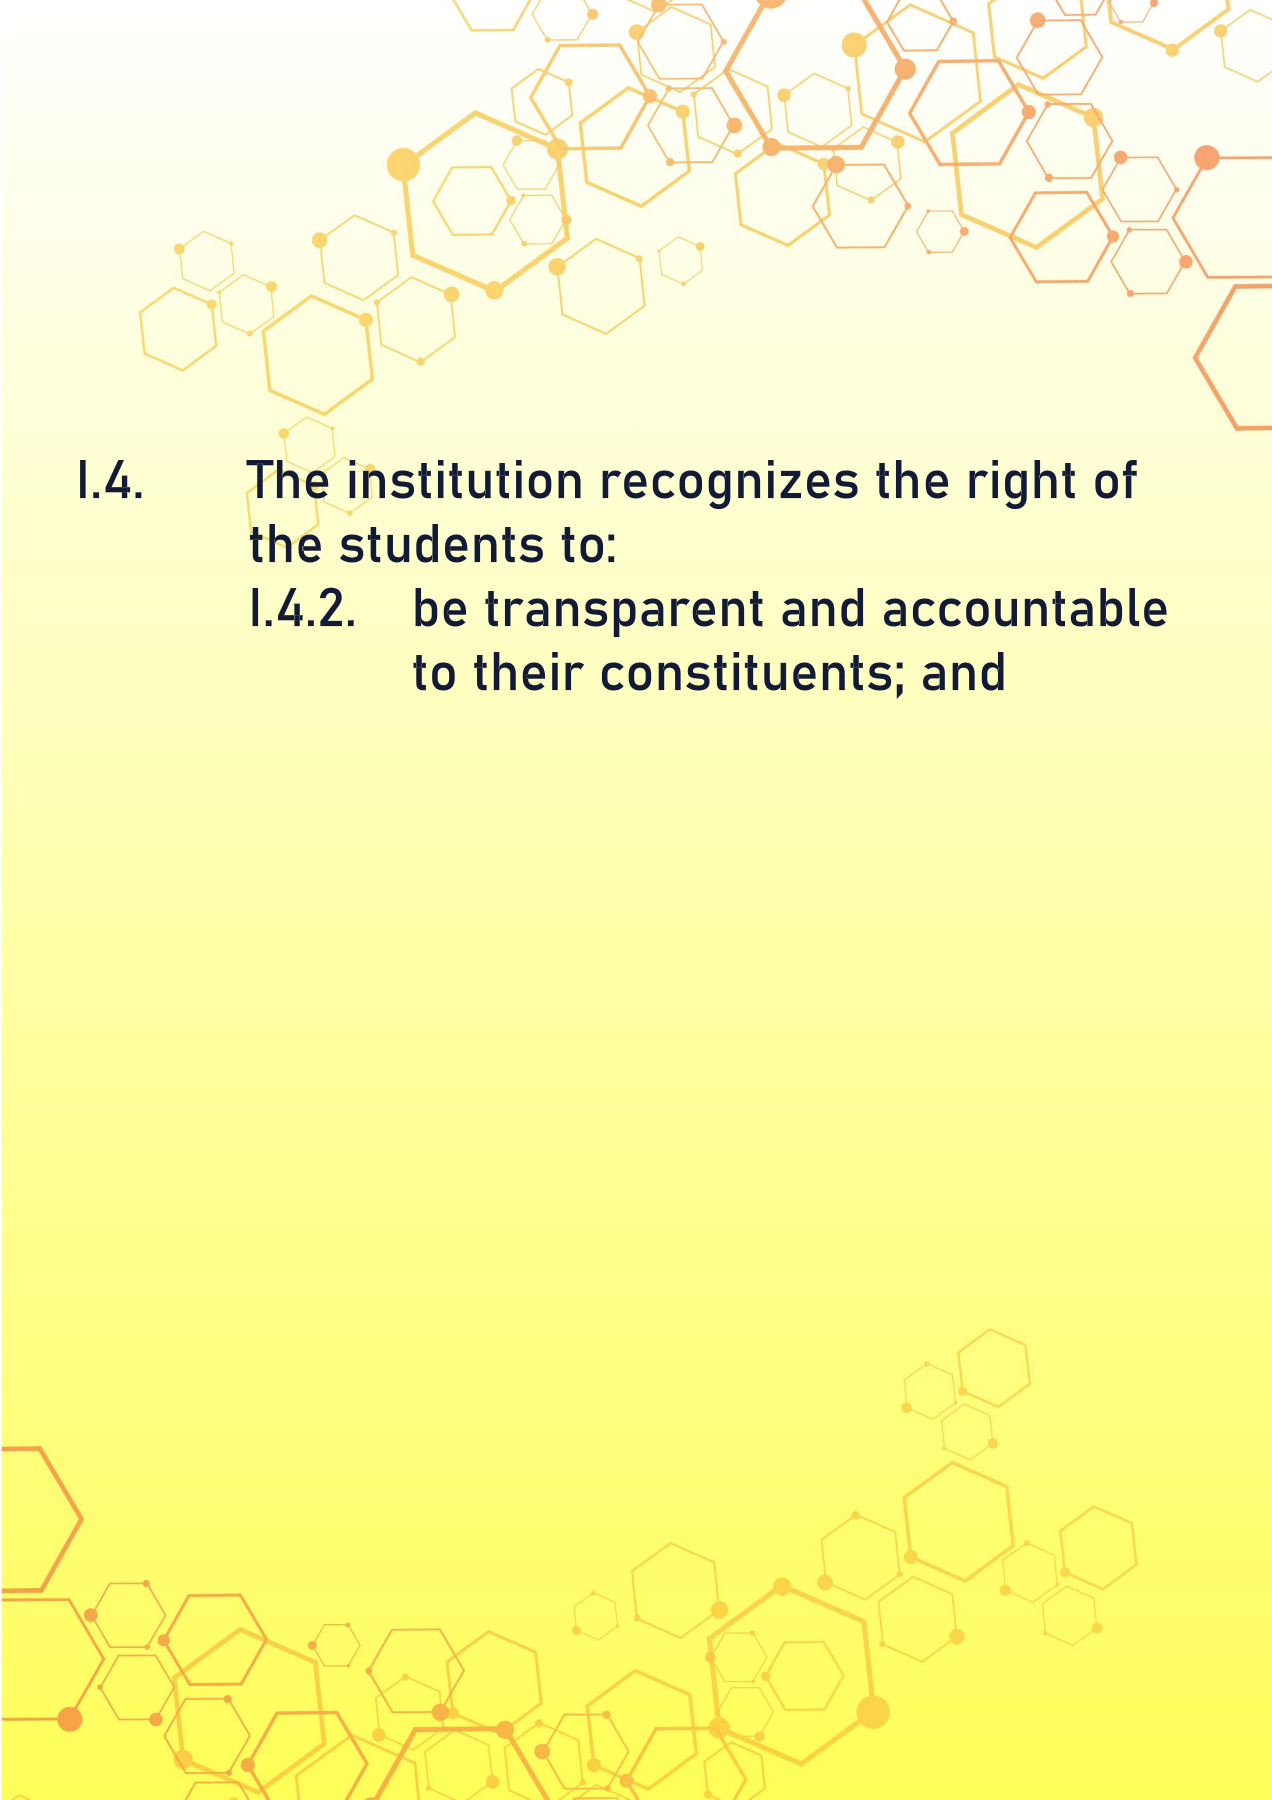 I.4. The institution recognizes the right of
the students to:
I.4.2. be transparent and accountable
to their constituents; and